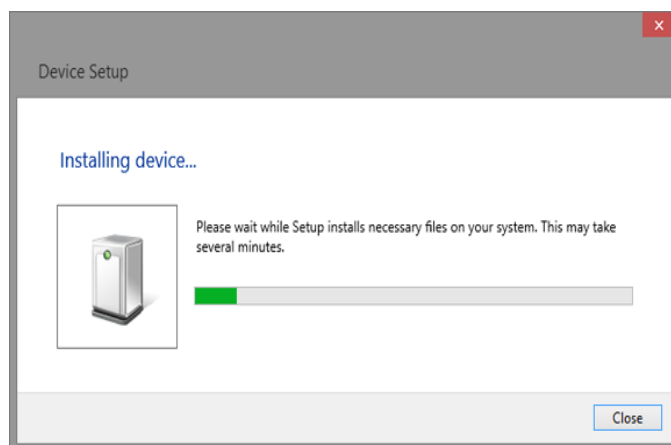 Device Setup
Installing device...
Please wait while Setup installs necessary files on your system. This may take
several minutes.
Close